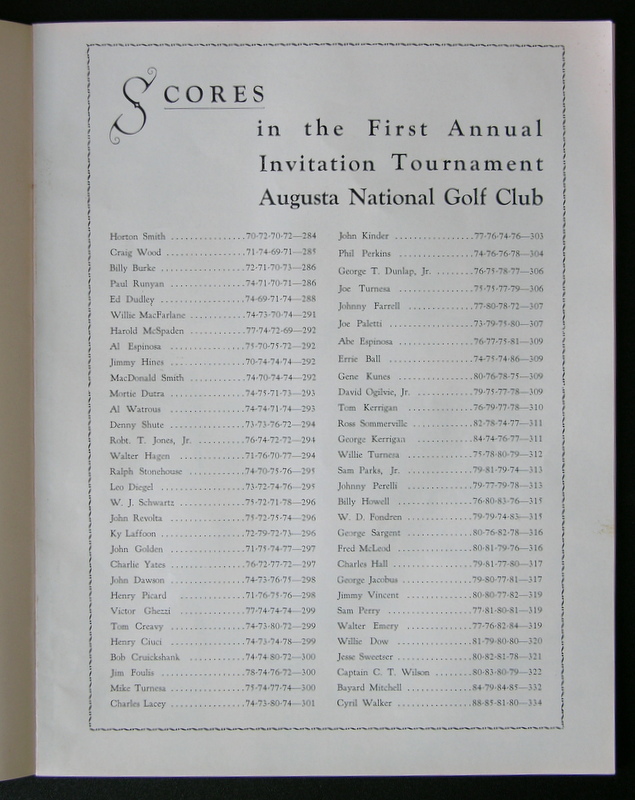 SCORES
in the First Annual
Invitation Tournament
Augusta National Golf Club
Horton Smith ...............70-72-70-72—284
Craig Wood ................71-74-69-71—285
Billy Burke ................72-71-70-73—286
Paul Runyan ...............74-71-70-71—286
Ed Dudley .................74-69-71-74—288
Willie MacFarlane ..........74-73-70-74—291
Harold McSpaden ..........77-74-72-69—292
Al Espinosa ................75-70-75-72—292
Jimmy Hines ...............70-74-74-74—292
MacDonald Smith ..........74-70-74-74—292
Mortie Dutra ...............74-75-71-73—293
Al Watrous ................74-74-71-74—293
Denny Shute ...............73-73-76-72—294
Robt. T. Jones, Jr. ..........76-74-72-72—294
Walter Hagen ..............71-76-70-77—294
Ralph Stonehouse ..........74-70-75-76—295
Leo Diegel .................73-72-74-76—295
W. J. Schwartz .............75-72-71-78—296
John Revolta ...............75-72-75-74—296
Ky Laffoon ................72-79-72-73—296
John Golden ...............71-75-74-77—297
Charlie Yates ...............76-72-77-72—297
John Dawson ..............74-73-76-75—298
Henry Picard ..............71-76-75-76—298
Victor Ghezzi ..............77-74-74-74—299
Tom Creavy ...............74-73-80-72—299
Henry Ciuci ................74-73-74-78—299
Bob Cruickshank ...........74-74-80-72—300
Jim Foulis .................78-74-76-72—300
Mike Turnesa ..............75-74-77-74—300
Charles Lacey ..............74-73-80-74—301
John Kinder ................77-76-74-76—303
Phil Perkins ................74-76-76-78—304
George T. Dunlap, Jr. ........76-75-78-77—306
Joe Turnesa ................75-75-77-79—306
Johnny Farrell ..............77-80-78-72—307
Joe Paletti .................73-79-75-80—307
Abe Espinosa ...............76-77-75-81—309
Errie Ball ..................74-75-74-86—309
Gene Kunes ................80-76-78-75—309
David Ogilvie, Jr. ...........79-75-77-78—309
Tom Kerrigan ..............76-79-77-78—310
Ross Sommerville ...........82-78-74-77—311
George Kerrigan ............84-74-76-77—311
Willie Turnesa ..............75-78-80-79—312
Sam Parks, Jr. ..............79-81-79-74—313
Johnny Perelli ..............79-77-79-78—313
Billy Howell ................76-80-83-76—315
W. D. Fondren .............79-79-74-83—315
George Sargent .............80-76-82-78—316
Fred McLeod ...............80-81-79-76—316
Charles Hall ................79-81-77-80—317
George Jacobus .............79-80-77-81—317
Jimmy Vincent .............80-80-77-82—319
Sam Perry .................77-81-80-81—319
Walter Emery ..............77-76-82-84—319
Willie Dow ................81-79-80-80—320
Jesse Sweetser ..............80-82-81-78—321
Captain C. T. Wilson ........80-83-80-79—322
Bayard Mitchell .............84-79-84-85—332
Cyril Walker ...............88-85-81-80—334